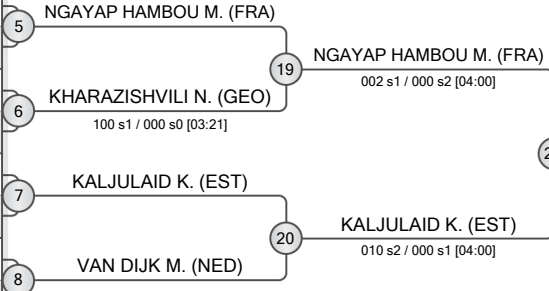 5
NGAYAP HAMBOU M. (FRA)
19
NGAYAP HAMBOU M. (FRA)
002 s1 / 000 s2 [04:00]
6
KHARAZISHVILI N. (GEO)
100 s1 / 000 s0 [03:21]
7
KALJULAID K. (EST)
20
KALJULAID K. (EST)
010 s2 / 000 s1 [04:00]
8
VAN DIJK M. (NED)